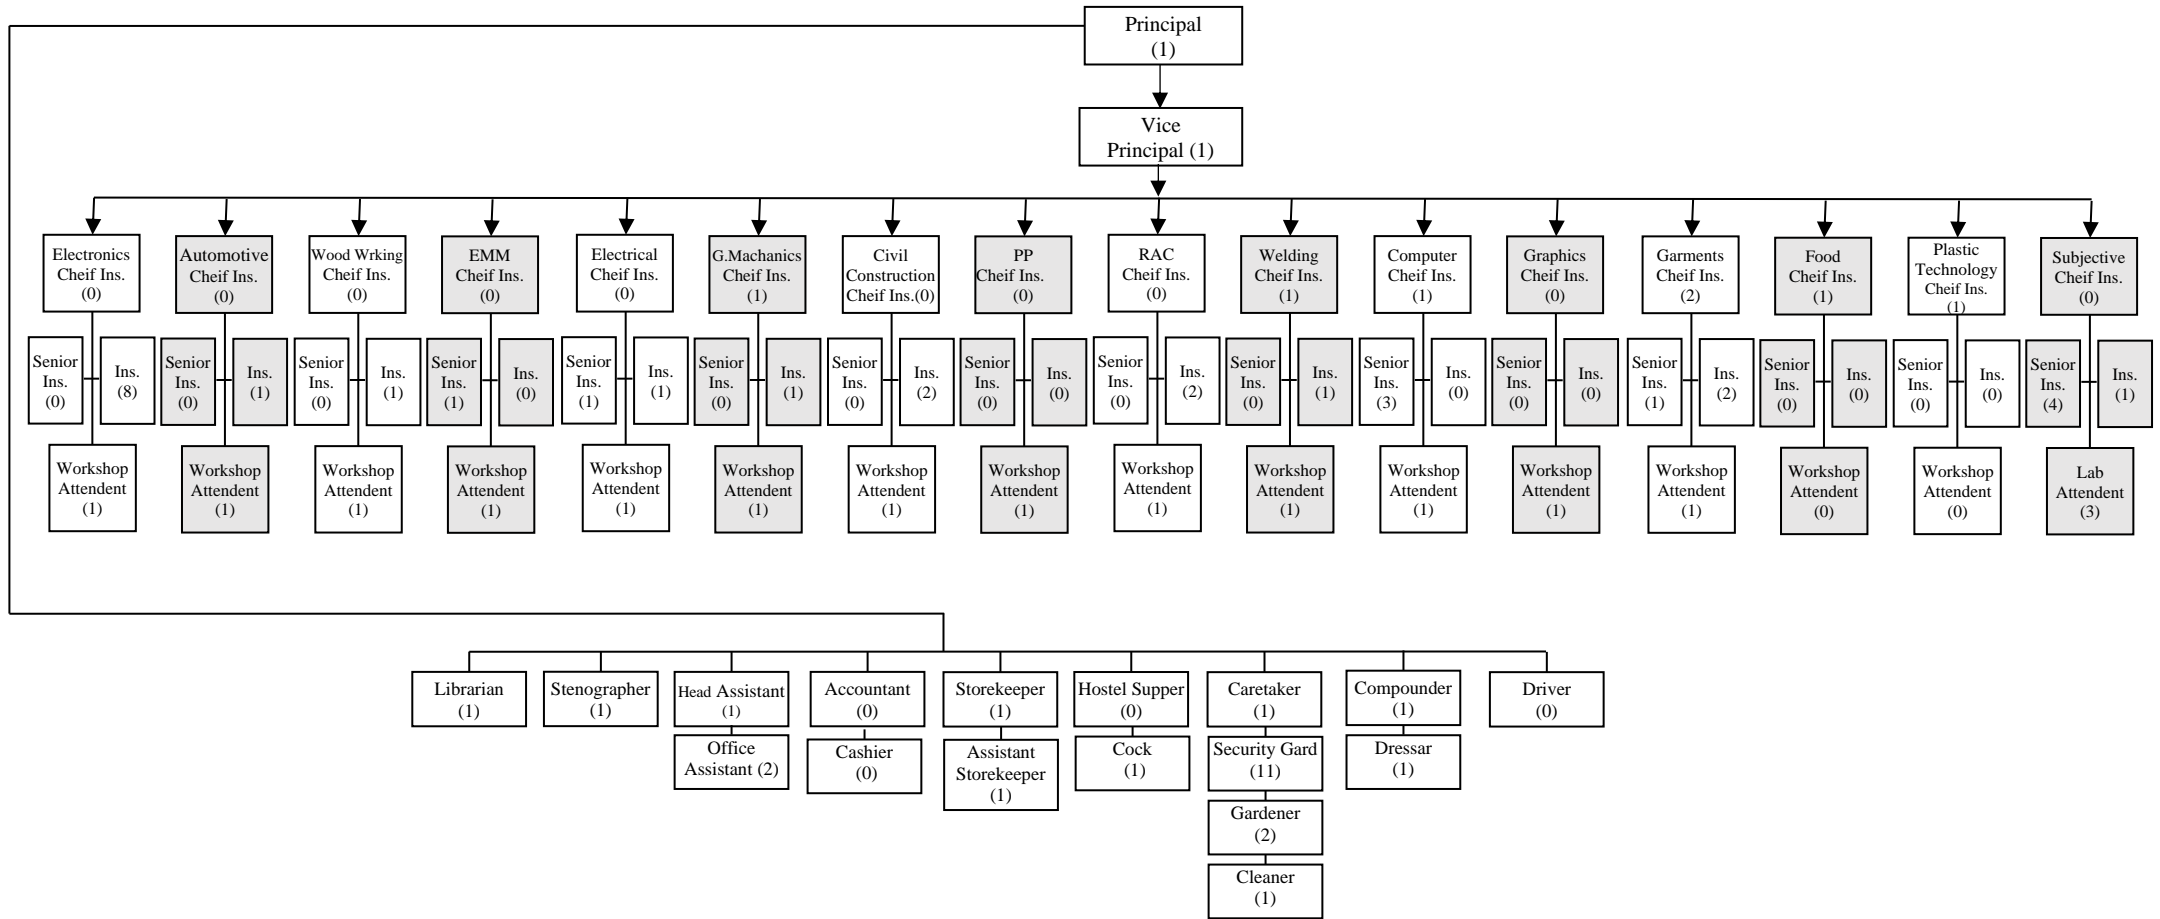 Principal
(1)
Vice
Principal (1)
Electronics
Cheif Ins.
(0)
Automotive
Cheif Ins.
(0)
Wood Wrking
Cheif Ins.
(0)
EMM
Cheif Ins.
(0)
Electrical
Cheif Ins.
(0)
G.Machanics
Cheif Ins.
(1)
Civil
Construction
Cheif Ins.(0)
PP
Cheif Ins.
(0)
RAC
Cheif Ins.
(0)
Welding
Cheif Ins.
(1)
Computer
Cheif Ins.
(1)
Graphics
Cheif Ins.
(0)
Garments
Cheif Ins.
(2)
Food
Cheif Ins.
(1)
Plastic
Technology
Cheif Ins.
(1)
Subjective
Cheif Ins.
(0)
Senior
Ins.
(0)
Ins.
(8)
Senior
Ins.
(0)
Ins.
(1)
Senior
Ins.
(0)
Ins.
(1)
Senior
Ins.
(1)
Ins.
(0)
Senior
Ins.
(1)
Ins.
(1)
Senior
Ins.
(0)
Ins.
(1)
Senior
Ins.
(0)
Ins.
(2)
Senior
Ins.
(0)
Ins.
(0)
Senior
Ins.
(0)
Ins.
(2)
Senior
Ins.
(0)
Ins.
(1)
Senior
Ins.
(3)
Ins.
(0)
Senior
Ins.
(0)
Ins.
(0)
Senior
Ins.
(1)
Ins.
(2)
Senior
Ins.
(0)
Ins.
(0)
Senior
Ins.
(0)
Ins.
(0)
Senior
Ins.
(4)
Ins.
(1)
Workshop
Attendent
(1)
Workshop
Attendent
(1)
Workshop
Attendent
(1)
Workshop
Attendent
(1)
Workshop
Attendent
(1)
Workshop
Attendent
(1)
Workshop
Attendent
(1)
Workshop
Attendent
(1)
Workshop
Attendent
(1)
Workshop
Attendent
(1)
Workshop
Attendent
(1)
Workshop
Attendent
(1)
Workshop
Attendent
(1)
Workshop
Attendent
(0)
Workshop
Attendent
(0)
Lab
Attendent
(3)
Librarian
(1)
Stenographer
(1)
Head Assistant
(1)
Accountant
(0)
Storekeeper
(1)
Hostel Supper
(0)
Caretaker
(1)
Compounder
(1)
Driver
(0)
Office
Assistant (2)
Cashier
(0)
Assistant
Storekeeper
(1)
Cock
(1)
Security Gard
(11)
Dressar
(1)
Gardener
(2)
Cleaner
(1)